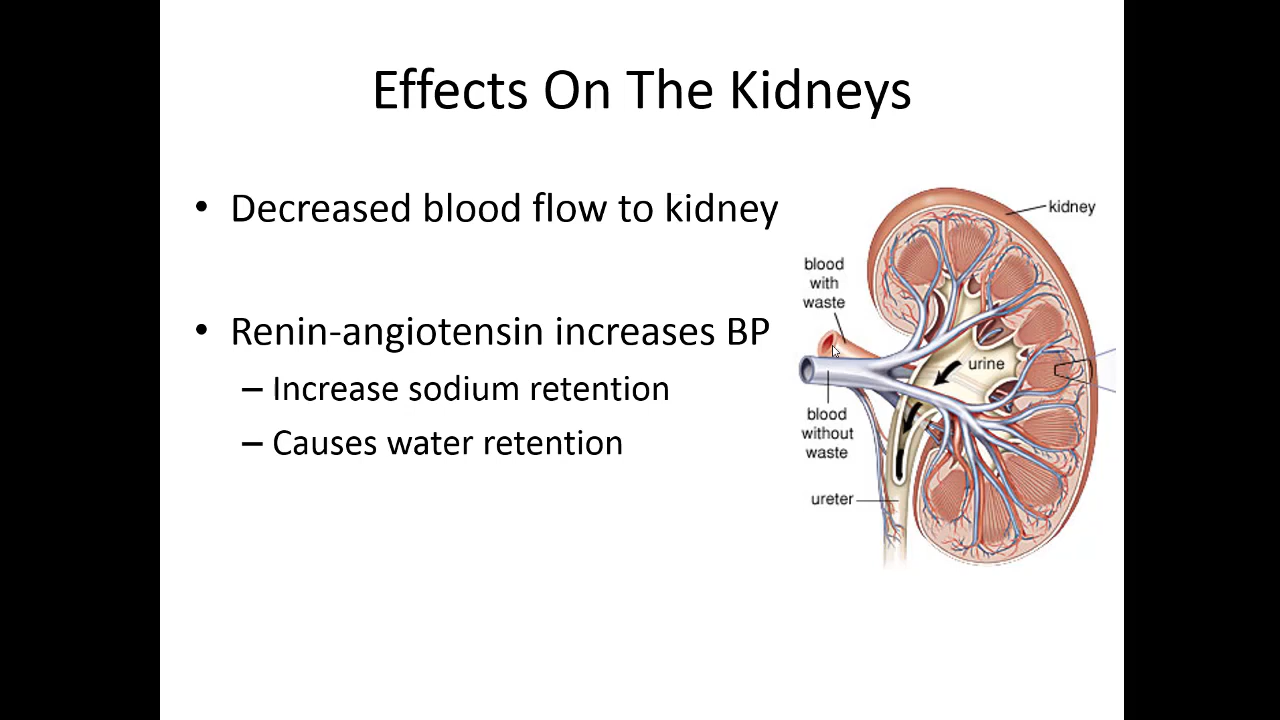 Effects On The Kidneys
• Decreased blood flow to kidney
• Renin-angiotensin increases BP
– Increase sodium retention
– Causes water retention
kidney
blood
with
waste
urine
blood
without
waste
ureter